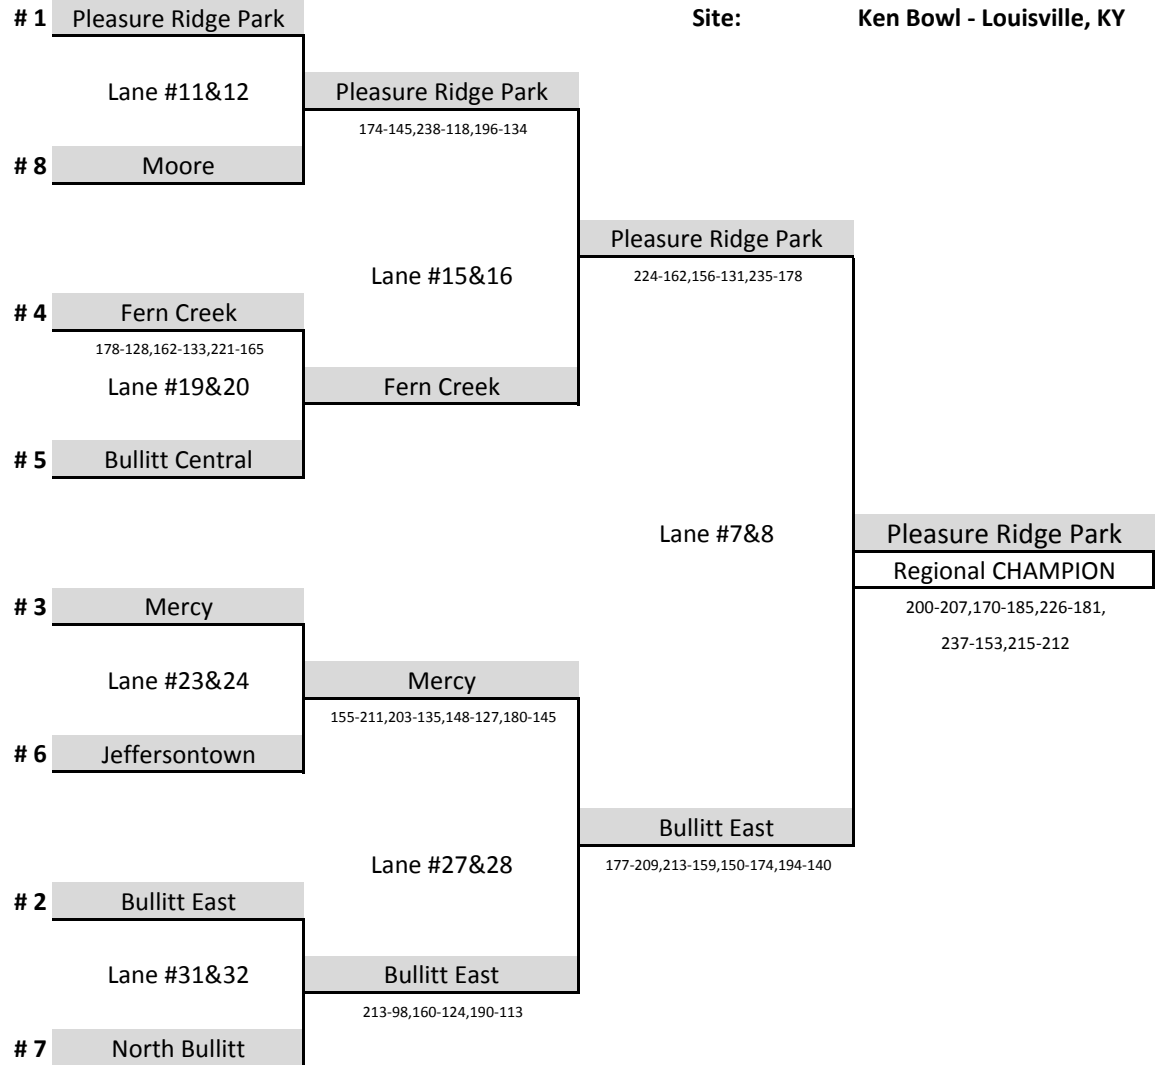 # 1 Pleasure Ridge Park Site: Ken Bowl - Louisville, KY
Lane #11&12 Pleasure Ridge Park
174-145,238-118,196-134
# 8 Moore
Pleasure Ridge Park
Lane #15&16 224-162,156-131,235-178
# 4 Fern Creek
178-128,162-133,221-165
Lane #19&20 Fern Creek
# 5 Bullitt Central
Lane #7&8 Pleasure Ridge Park
Regional CHAMPION
# 3 Mercy 200-207,170-185,226-181,
237-153,215-212
Lane #23&24 Mercy
155-211,203-135,148-127,180-145
# 6 Jeffersontown
Bullitt East
Lane #27&28 177-209,213-159,150-174,194-140
# 2 Bullitt East
Lane #31&32 Bullitt East
213-98,160-124,190-113
# 7 North Bullitt